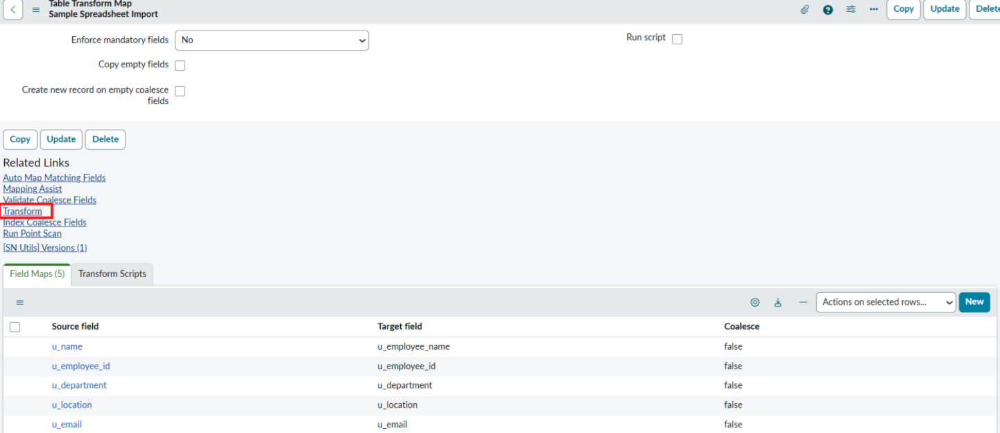 Table Transform Map
Sample Spreadsheet Import
Copy
Update
Delete
Enforce mandatory fields
No
Run script
Copy empty fields
Create new record on empty coalesce
fields
Copy
Update
Delete
Related Links
Auto Map Matching Fields
Mapping Assist
Validate Coalesce Fields
Transform
Index Coalesce Fields
Run Point Scan
[SN Utils] Versions (1)
Field Maps (5)
Transform Scripts
Actions on selected rows...
New
Source field
Target field
Coalesce
u_name
u_employee_name
false
u_employee_id
u_employee_id
false
u_department
u_department
false
u_location
u_location
false
u_email
u_email
false